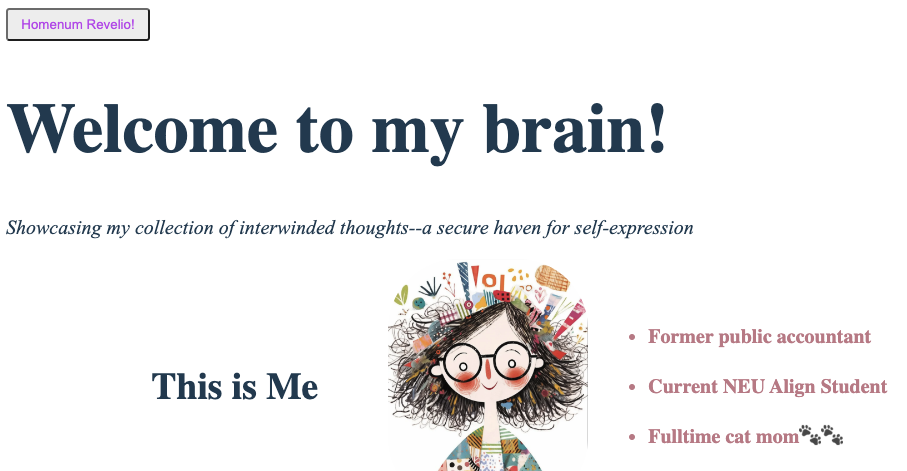 Homenum Revelio!
Welcome to my brain!
Showcasing my collection of interwinded thoughts--a secure haven for self-expression
This is Me
• Former public accountant
• Current NEU Align Student
• Fulltime cat mom🐾🐾